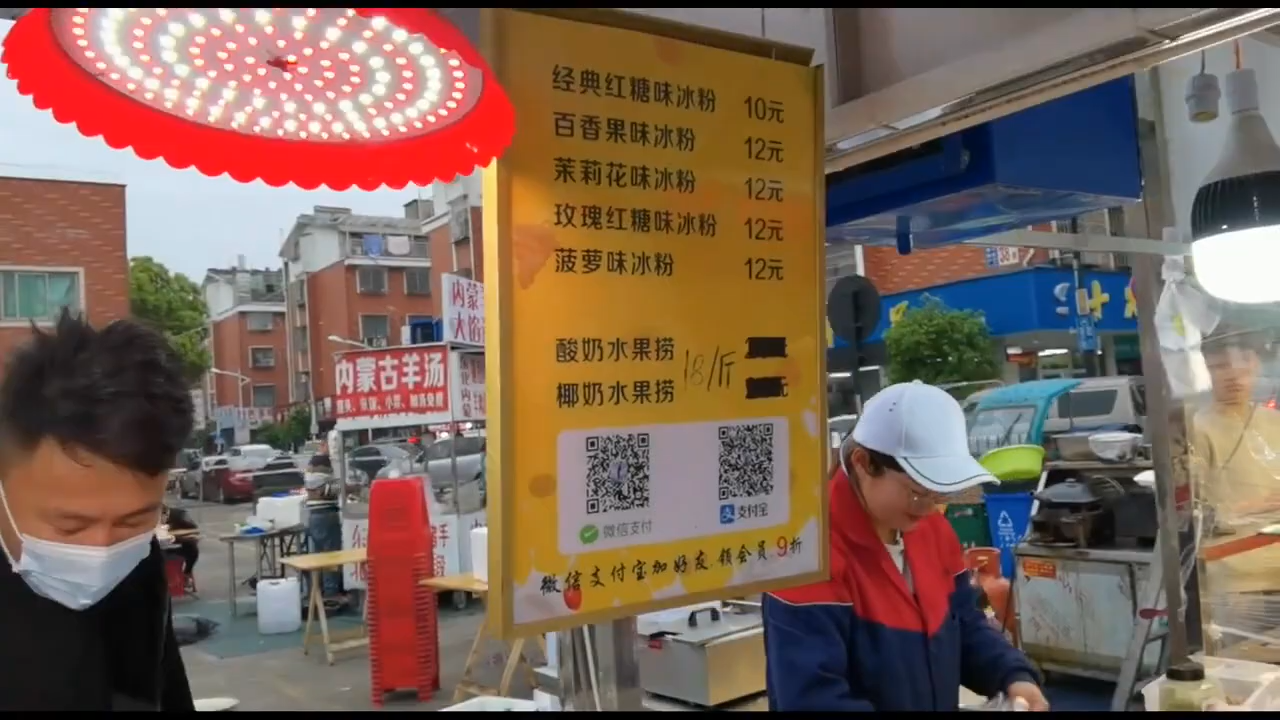 经典红糖味冰粉 10元
百香果味冰粉 12元
茉莉花味冰粉 12元
玫瑰红糖味冰粉 12元
菠萝味冰粉 12元
酸奶水果捞
椰奶水果捞
18/斤
微信支付
支付宝
微信支付宝加好友.领会员.9折
内蒙
大馅
内蒙古羊汤